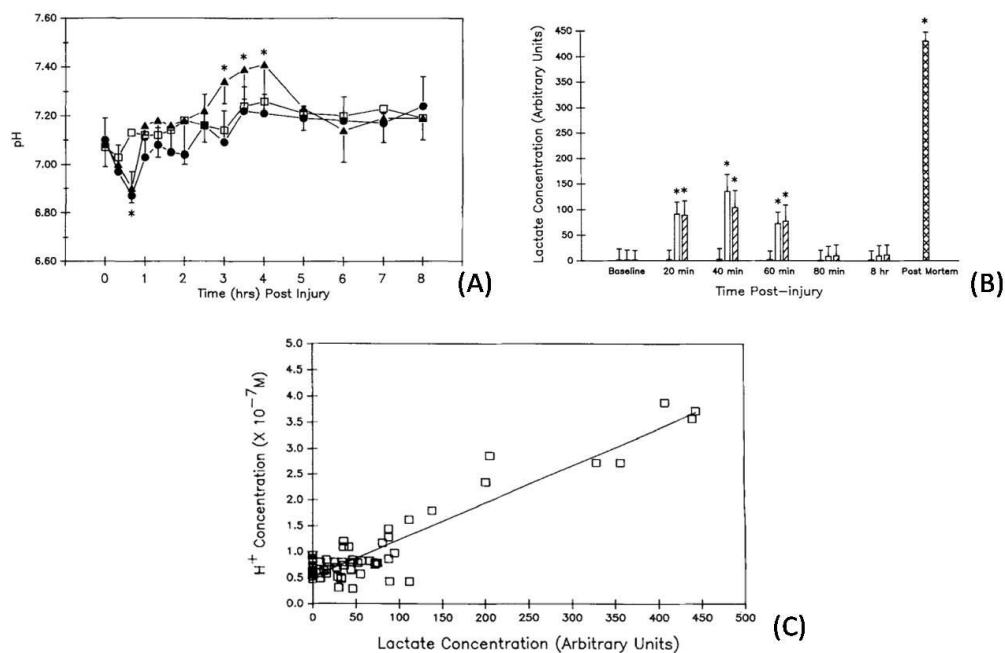 7.60
7.40
7.20
7.00
6.80
6.60
pH
* * *
*
0 1 2 3 4 5 6 7 8
Time (hrs) Post Injury
(A)
450
400
350
300
250
200
150
100
50
0
Lactate Concentration (Arbitrary Units)
*
* * * * * *
Baseline 20 min 40 min 60 min 80 min 8 hr Post Mortem
Time Post-injury
(B)
5.0
4.5
4.0
3.5
3.0
2.5
2.0
1.5
1.0
0.5
0.0
H⁺ Concentration (X 10⁻⁷M)
0 50 100 150 200 250 300 350 400 450 500
Lactate Concentration (Arbitrary Units)
(C)